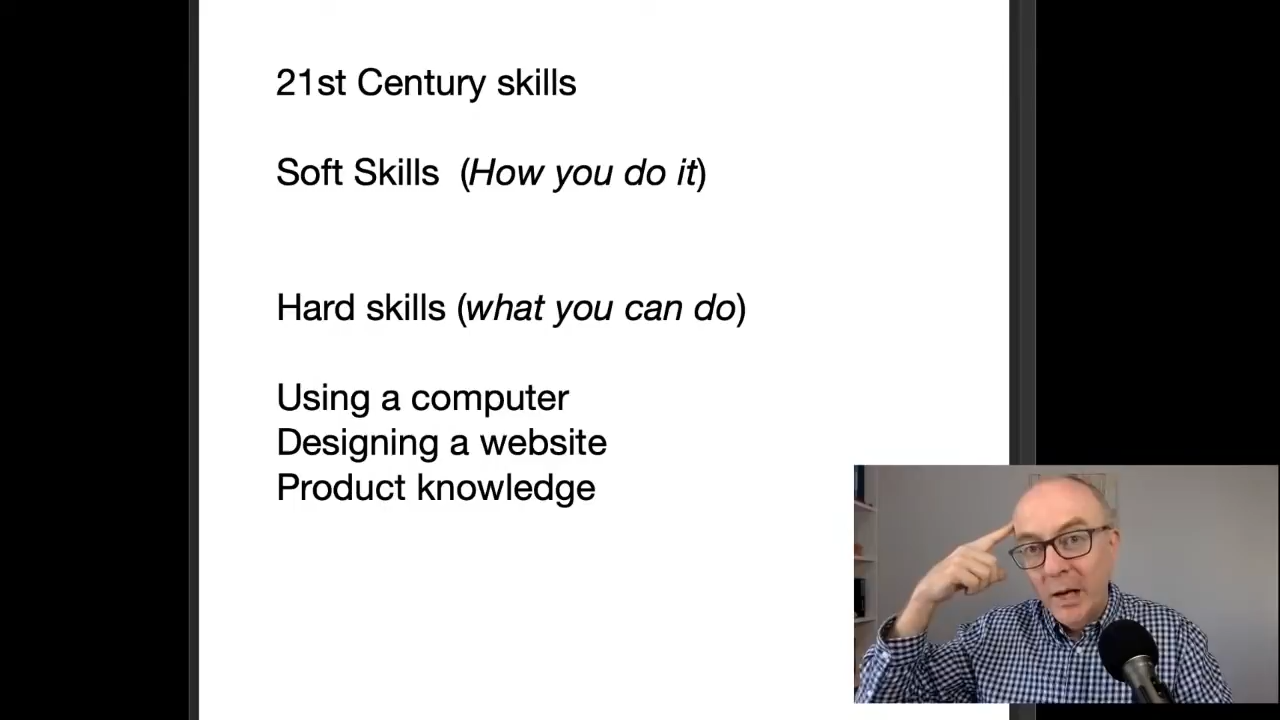 21st Century skills
Soft Skills (How you do it)
Hard skills (what you can do)
Using a computer
Designing a website
Product knowledge